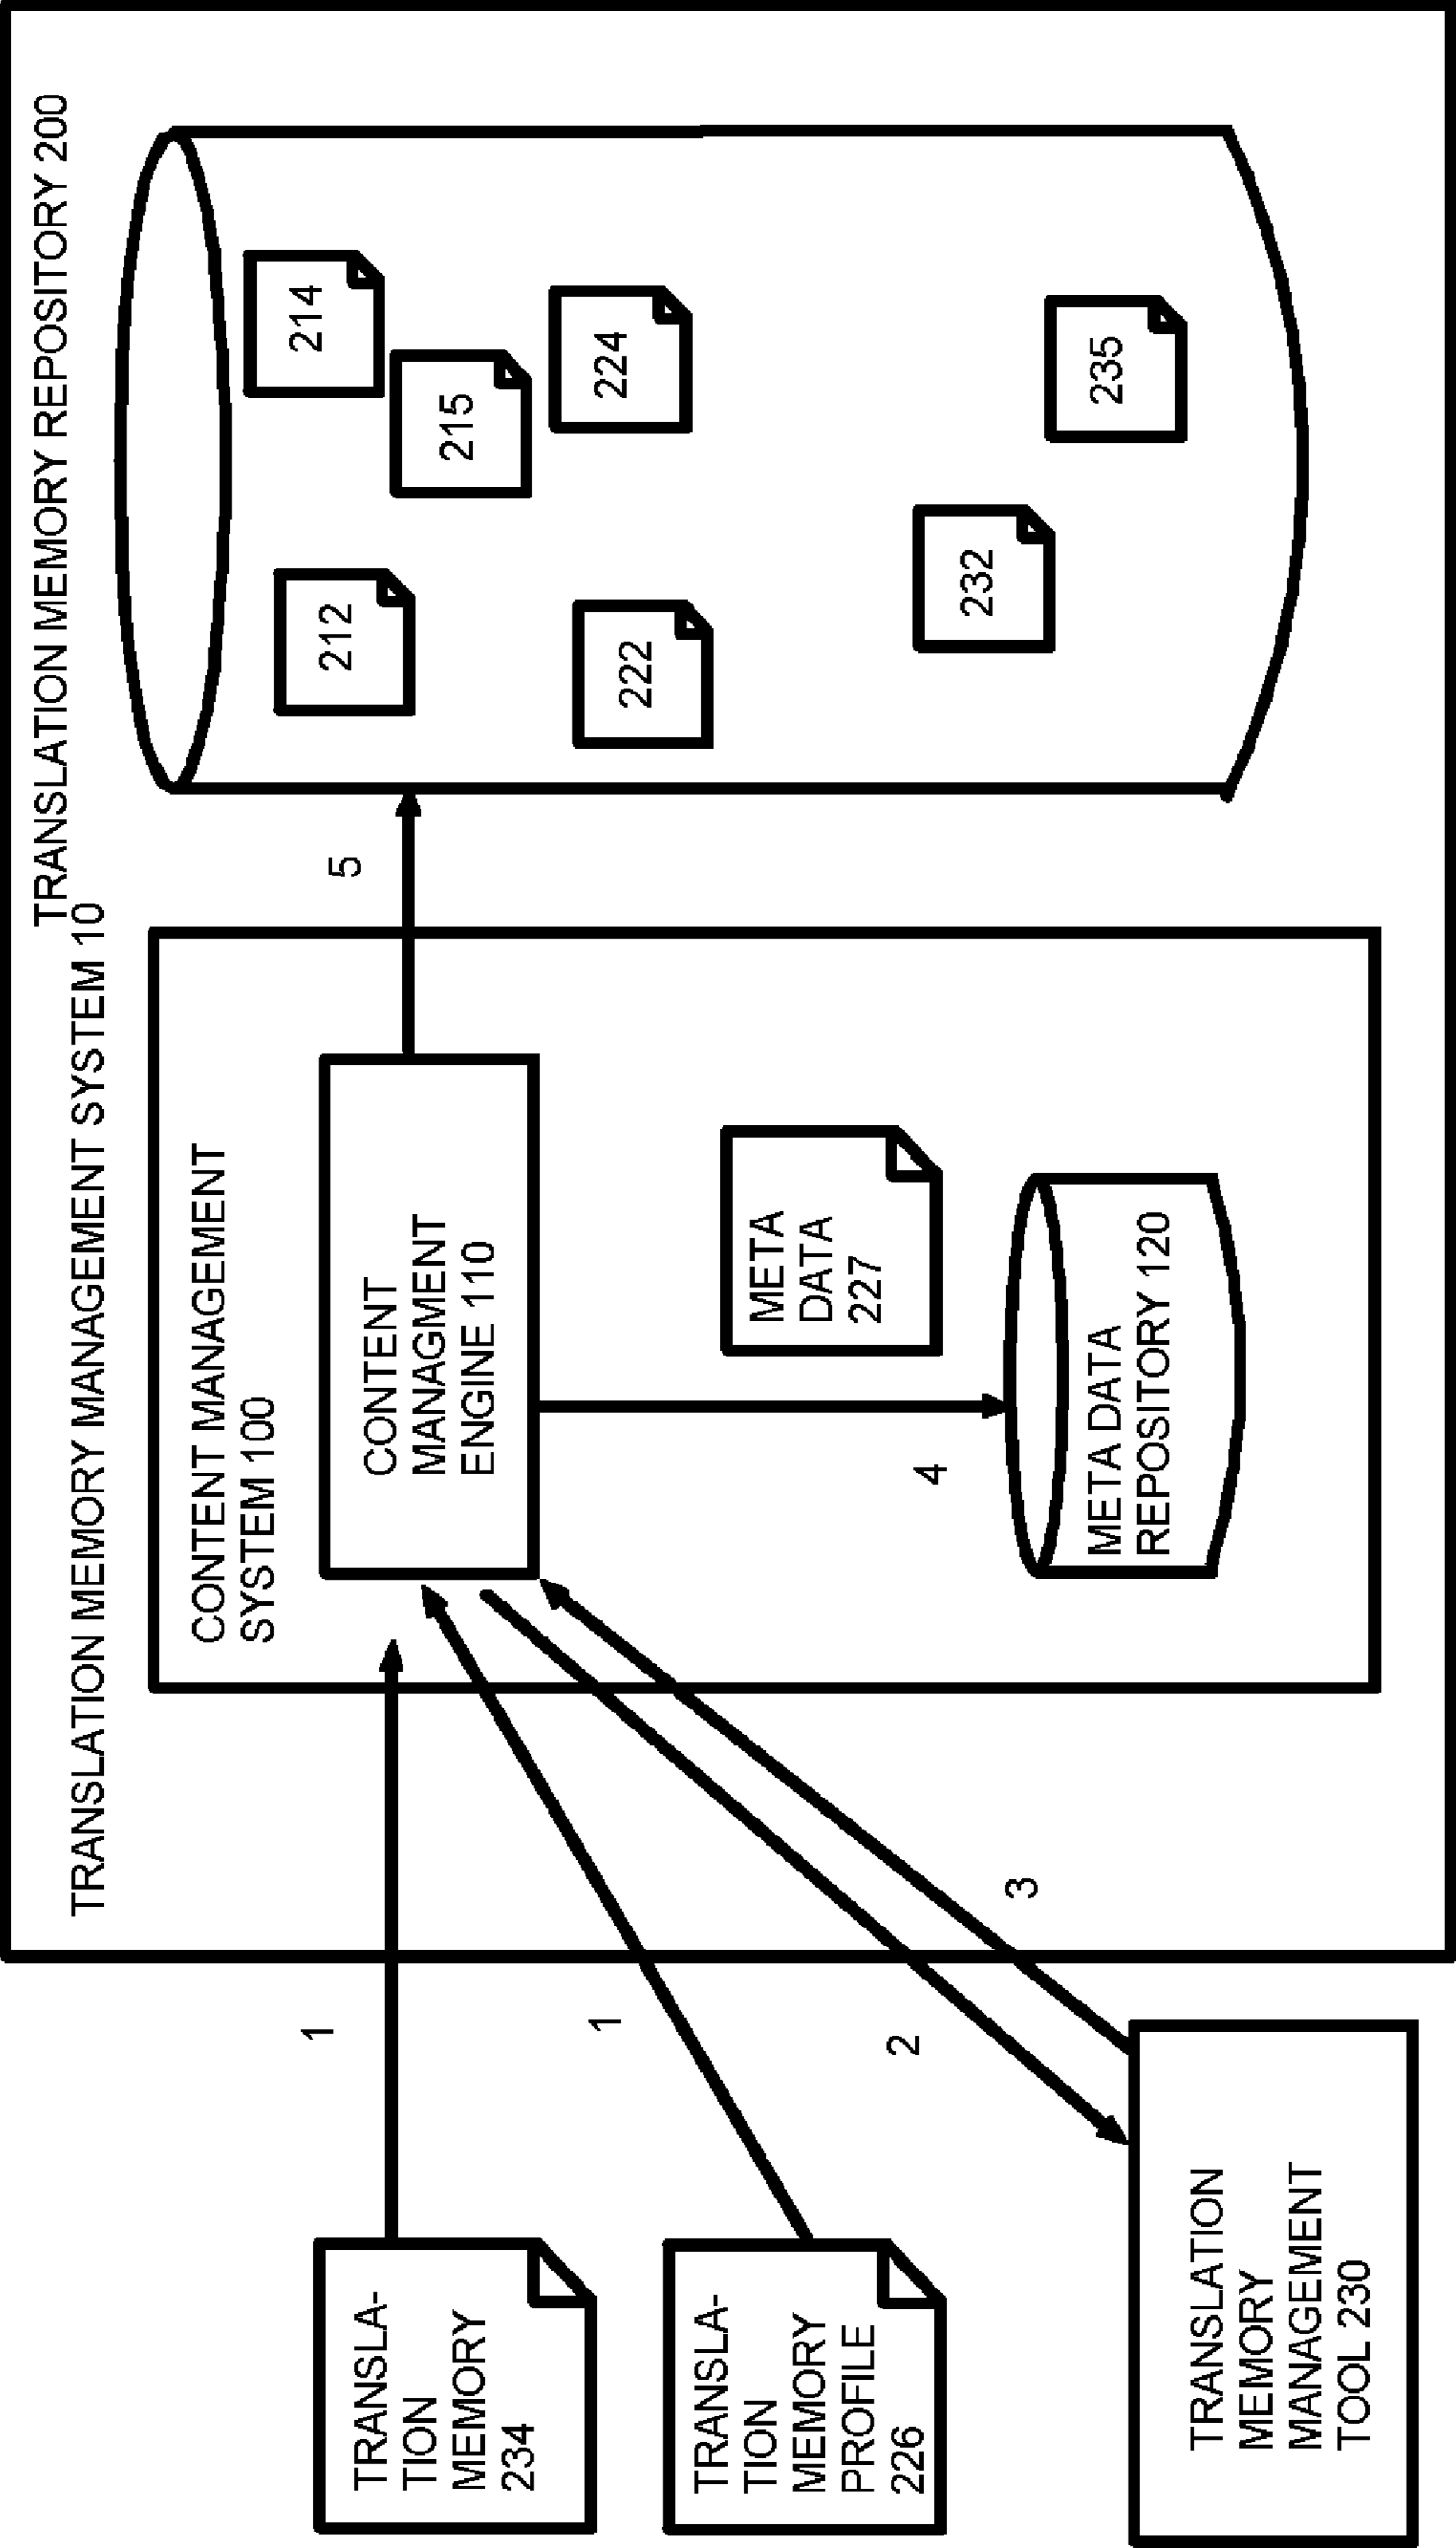 TRANSLATION MEMORY REPOSITORY 200
TRANSLATION MEMORY MANAGEMENT SYSTEM 10
CONTENT MANAGEMENT
SYSTEM 100
CONTENT
MANAGMENT
ENGINE 110
META
DATA
227
META DATA
REPOSITORY 120
TRANSLA-
TION
MEMORY
234
TRANSLA-
TION
MEMORY
PROFILE
226
TRANSLATION
MEMORY
MANAGEMENT
TOOL 230
1
1
2
3
4
5
212
214
215
222
224
232
235